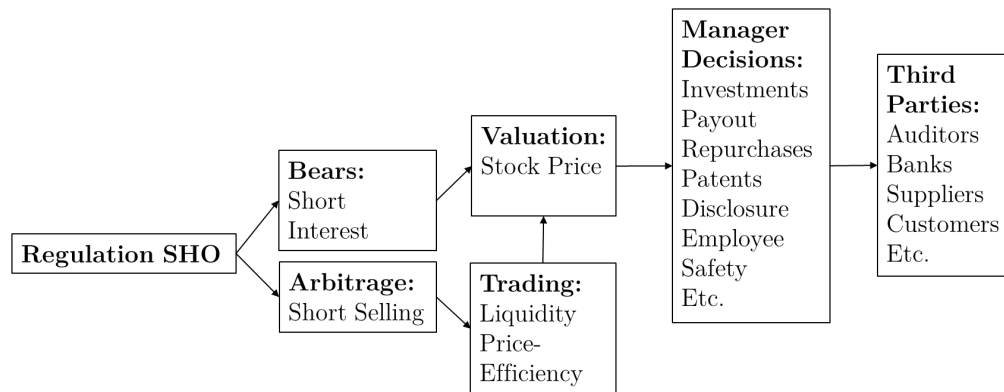 Regulation SHO
Bears:
Short
Interest
Arbitrage:
Short Selling
Valuation:
Stock Price
Trading:
Liquidity
Price-
Efficiency
Manager
Decisions:
Investments
Payout
Repurchases
Patents
Disclosure
Employee
Safety
Etc.
Third
Parties:
Auditors
Banks
Suppliers
Customers
Etc.